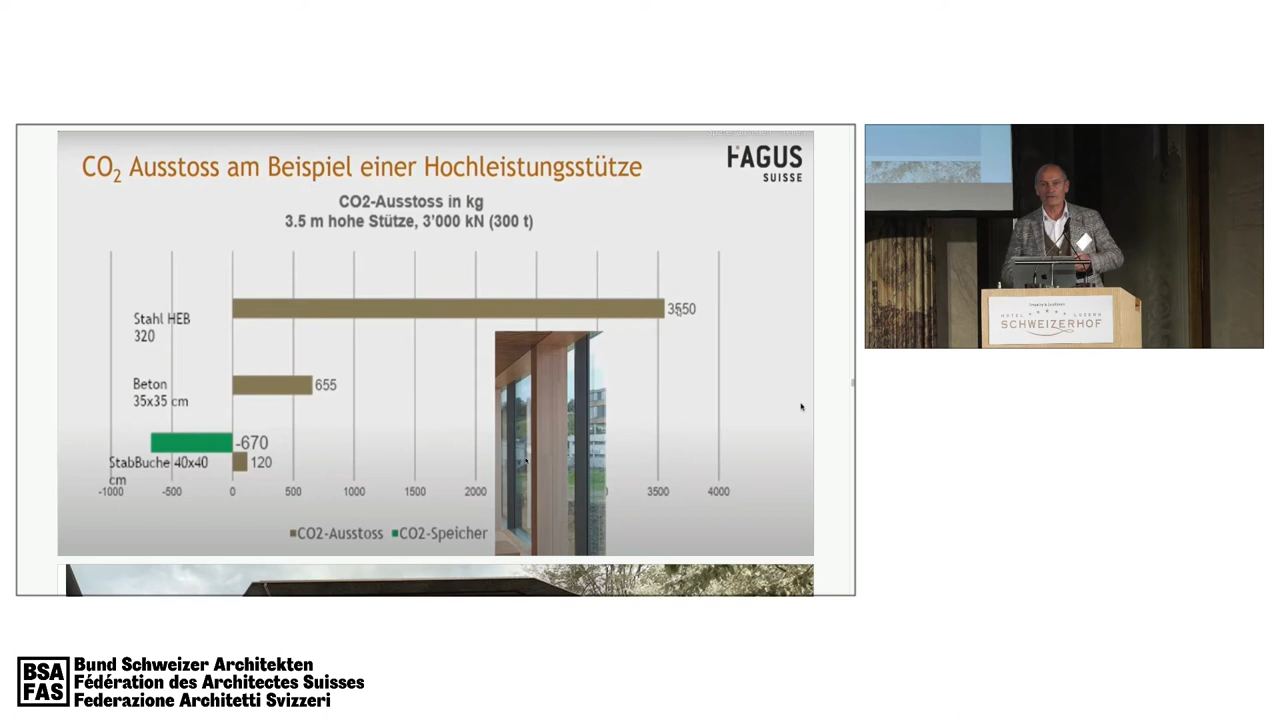 CO2 Ausstoss am Beispiel einer Hochleistungsstütze
FAGUS
SUISSE
CO2-Ausstoss in kg
3.5 m hohe Stütze, 3'000 kN (300 t)
Stahl HEB
320
3550
Beton
35x35 cm
655
-670
StabBuche 40x40
cm
120
-1000 -500 0 500 1000 1500 2000 3500 4000
CO2-Ausstoss CO2-Speicher
HOTEL LUZERN
SCHWEIZERHOF
BSA
FAS
Bund Schweizer Architekten
Fédération des Architectes Suisses
Federazione Architetti Svizzeri